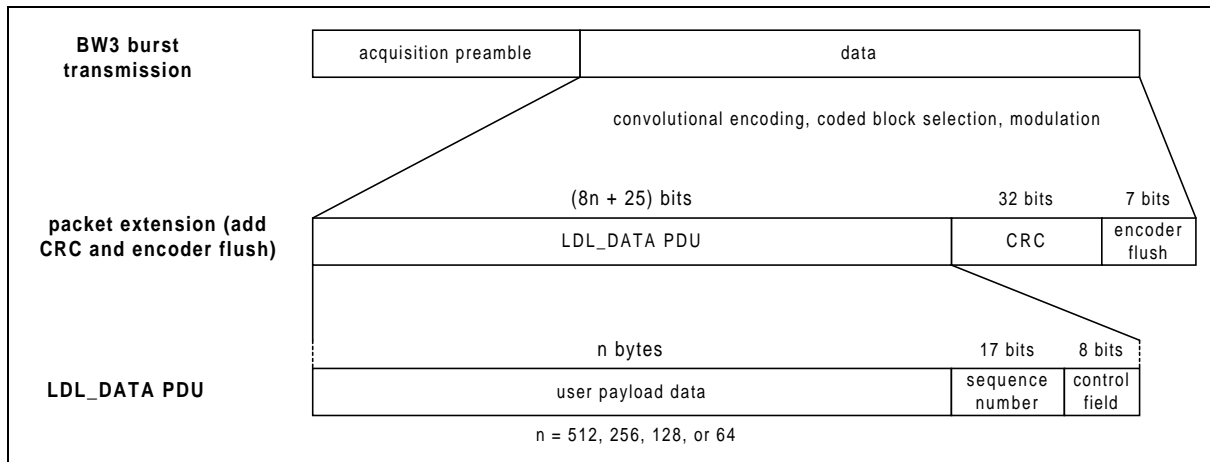 BW3 burst
transmission
acquisition preamble
data
convolutional encoding, coded block selection, modulation
(8n + 25) bits
32 bits
7 bits
packet extension (add
CRC and encoder flush)
LDL_DATA PDU
CRC
encoder
flush
n bytes
17 bits
8 bits
LDL_DATA PDU
user payload data
sequence
number
control
field
n = 512, 256, 128, or 64